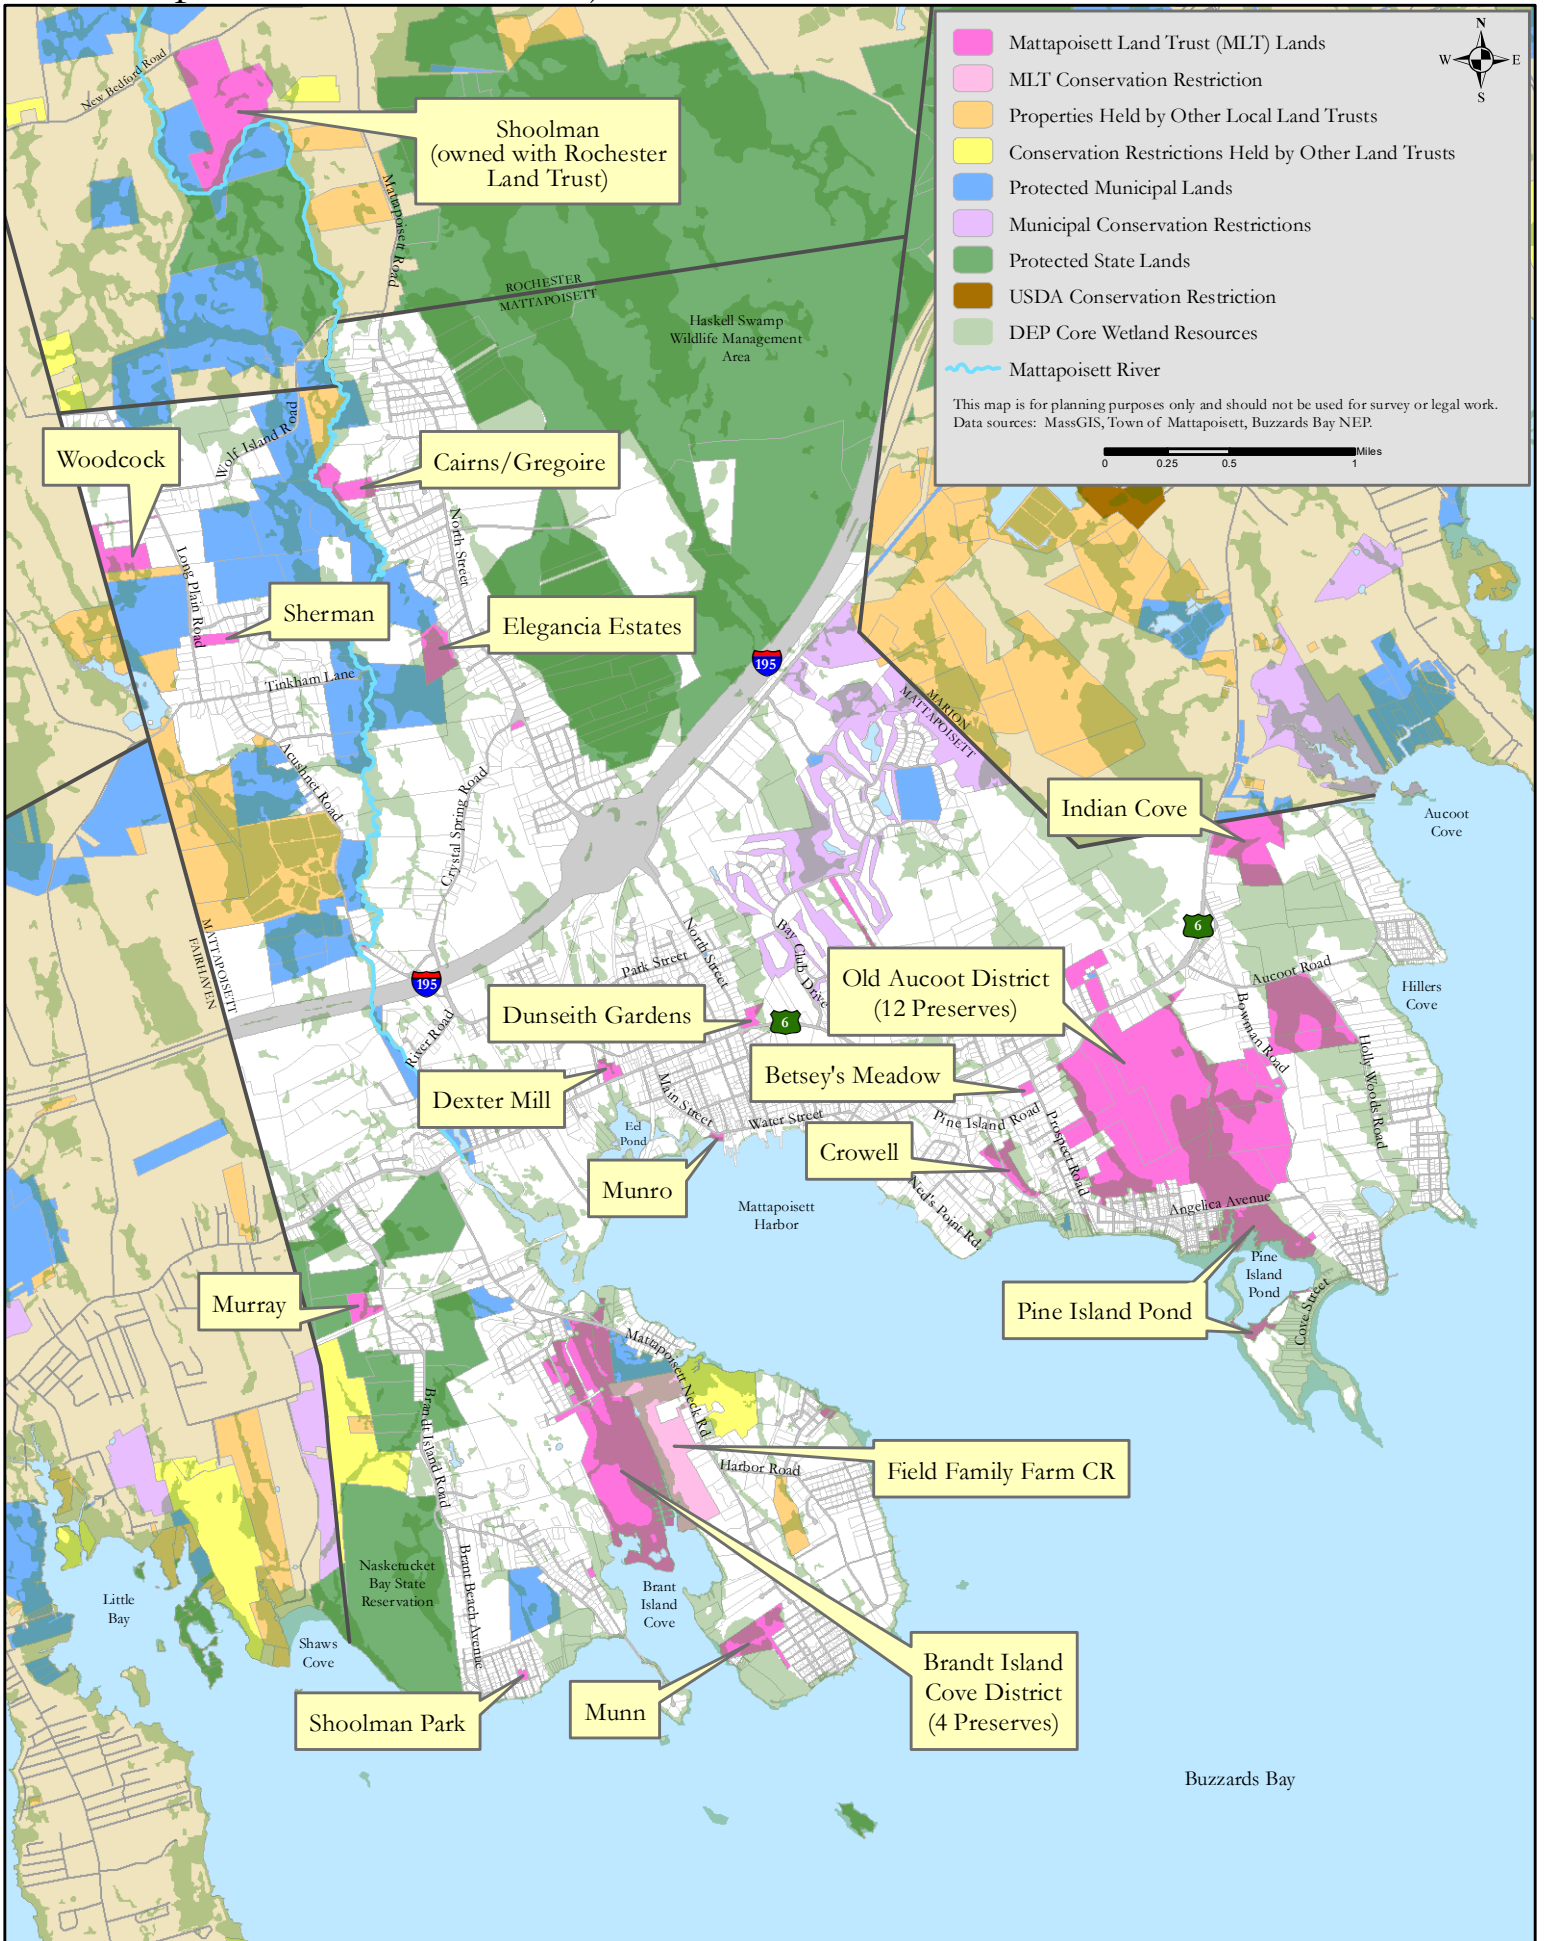 Mattapoisett Land Trust (MLT) Lands
MLT Conservation Restriction
Properties Held by Other Local Land Trusts
Conservation Restrictions Held by Other Land Trusts
Protected Municipal Lands
Municipal Conservation Restrictions
Protected State Lands
USDA Conservation Restriction
DEP Core Wetland Resources
Mattapoisett River
This map is for planning purposes only and should not be used for survey or legal work.
Data sources: MassGIS, Town of Mattapoisett, Buzzards Bay NEP.
0 0.25 0.5 1 Miles
N
W E
S
New Bedford Road
Shoolman
(owned with Rochester
Land Trust)
Mattapoisett Road
ROCHESTER
MATTAPOISETT
Haskell Swamp
Wildlife Management
Area
Wolf Island Road
Woodcock
Cairns/Gregoire
North Street
Long Plain Road
Sherman
Elegancia Estates
195
Tinkham Lane
MARION
MATTAPOISETT
Acushnet Road
Crystal Spring Road
Indian Cove
Aucoot
Cove
MATTAPOISETT
FAIRHAVEN
6
North Street
Park Street
Bay Club Drive
Old Aucoot District
(12 Preserves)
Aucoot Road
Hillers
Cove
195
Bowman Road
Dunseith Gardens
6
River Road
Holly Woods Road
Betsey's Meadow
Dexter Mill
Main Street
Water Street
Pine Island Road
Prospect Road
Eel
Pond
Crowell
Munro
Ned's Point Rd.
Mattapoisett
Harbor
Angelica Avenue
Pine
Island
Pond
Cove Street
Pine Island Pond
Murray
Mattapoisett Neck Rd
Brandt Island Road
Harbor Road
Field Family Farm CR
Nasketucket
Bay State
Reservation
Brant Beach Avenue
Little
Bay
Shaws
Cove
Brant
Island
Cove
Brandt Island
Cove District
(4 Preserves)
Shoolman Park
Munn
Buzzards Bay